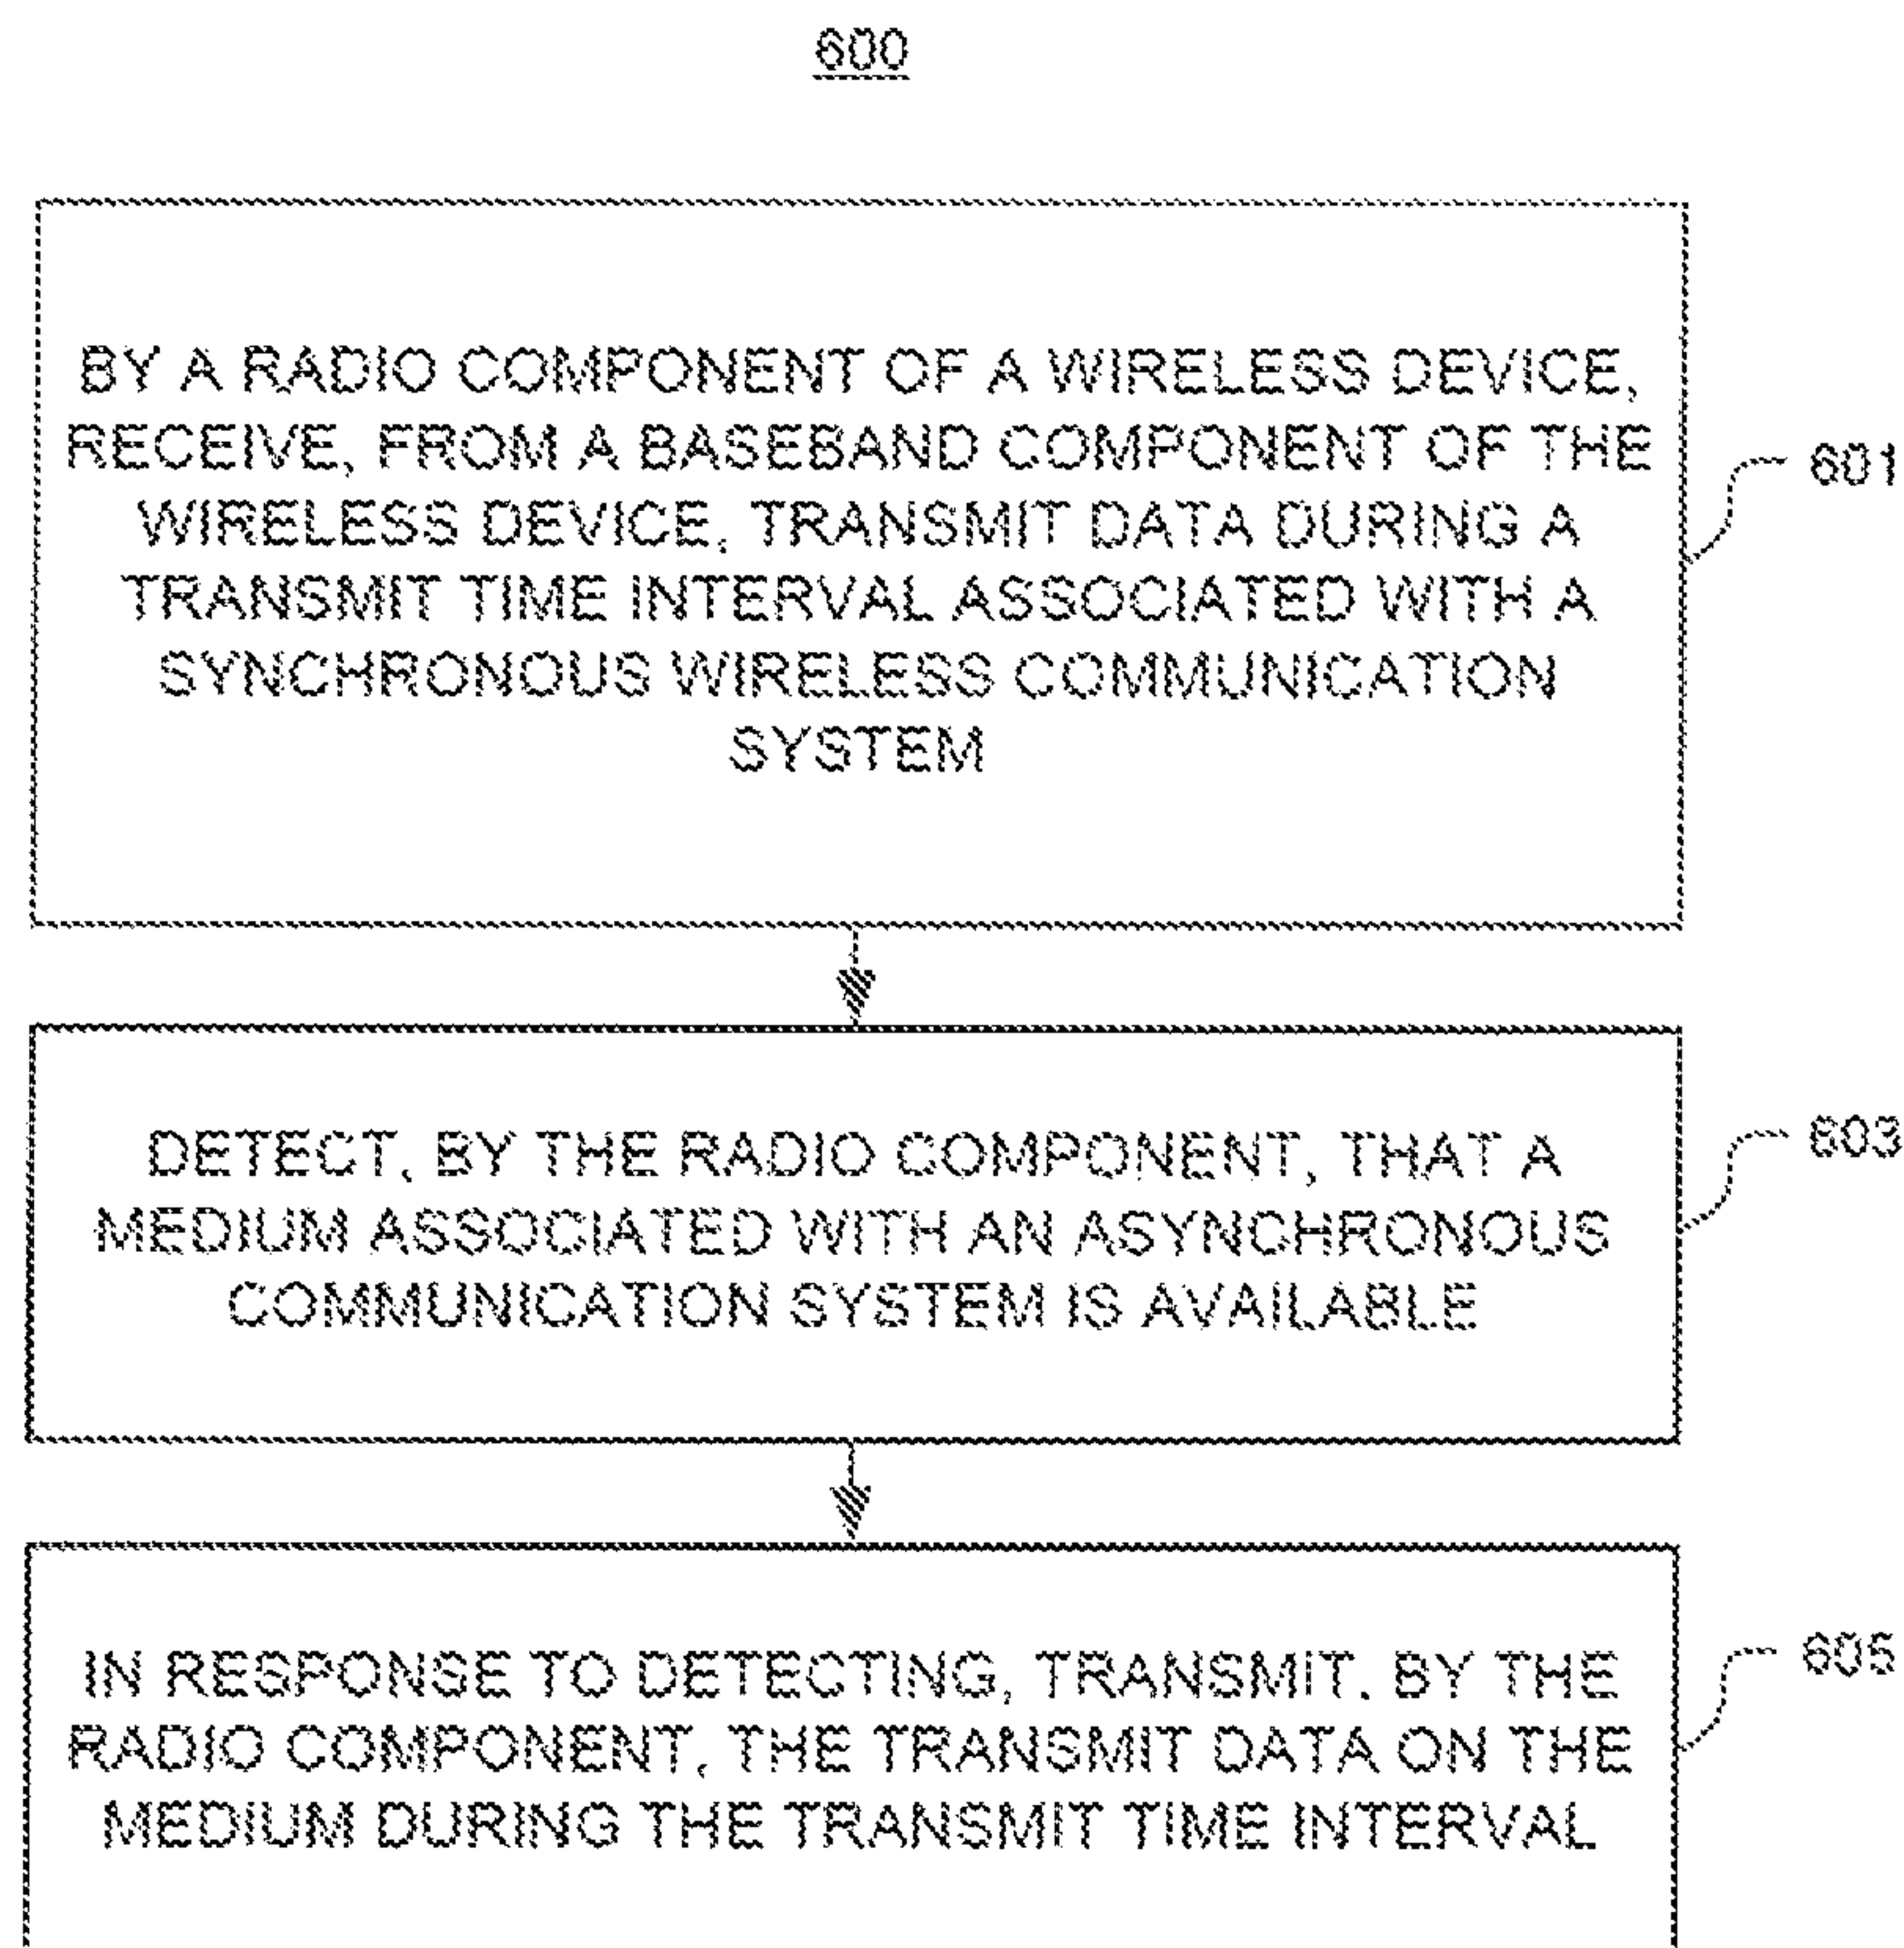 600
BY A RADIO COMPONENT OF A WIRELESS DEVICE,
RECEIVE, FROM A BASEBAND COMPONENT OF THE
WIRELESS DEVICE, TRANSMIT DATA DURING A
TRANSMIT TIME INTERVAL ASSOCIATED WITH A
SYNCHRONOUS WIRELESS COMMUNICATION
SYSTEM
601
DETECT, BY THE RADIO COMPONENT, THAT A
MEDIUM ASSOCIATED WITH AN ASYNCHRONOUS
COMMUNICATION SYSTEM IS AVAILABLE
603
IN RESPONSE TO DETECTING, TRANSMIT, BY THE
RADIO COMPONENT, THE TRANSMIT DATA ON THE
MEDIUM DURING THE TRANSMIT TIME INTERVAL
605